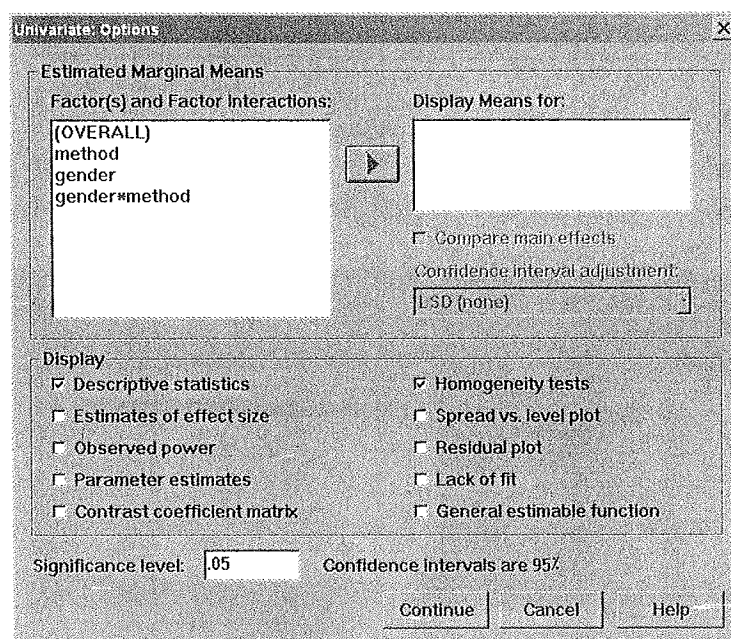 Univariate: Options
Estimated Marginal Means
Factor(s) and Factor Interactions:
(OVERALL)
method
gender
gender*method
Display Means for:
Compare main effects
Confidence interval adjustment:
LSD (none)
Display
Descriptive statistics
Homogeneity tests
Estimates of effect size
Spread vs. level plot
Observed power
Residual plot
Parameter estimates
Lack of fit
Contrast coefficient matrix
General estimable function
Significance level: .05 Confidence intervals are 95%
Continue Cancel Help